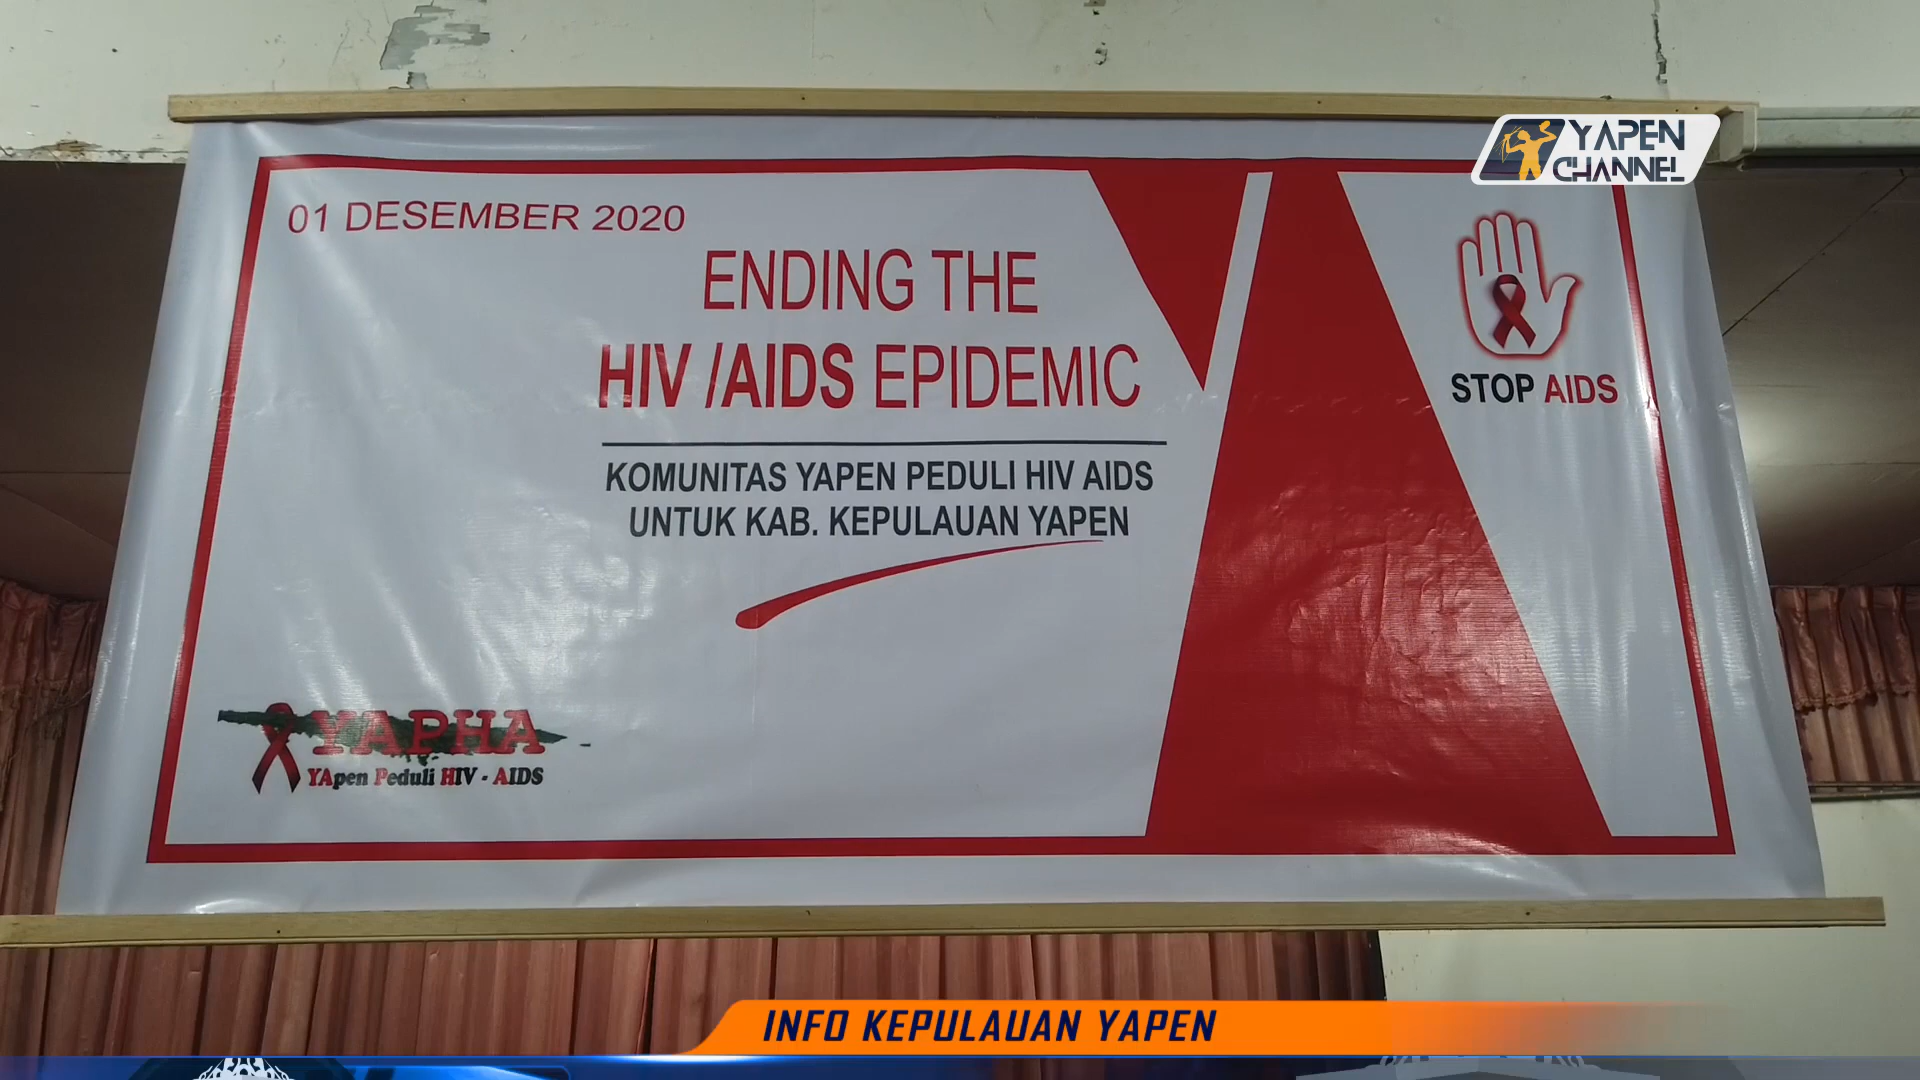 YAPEN
CHANNEL
01 DESEMBER 2020
ENDING THE
HIV /AIDS EPIDEMIC
KOMUNITAS YAPEN PEDULI HIV AIDS
UNTUK KAB. KEPULAUAN YAPEN
STOP AIDS
YAPHA
YApen Peduli HIV - AIDS
INFO KEPULAUAN YAPEN